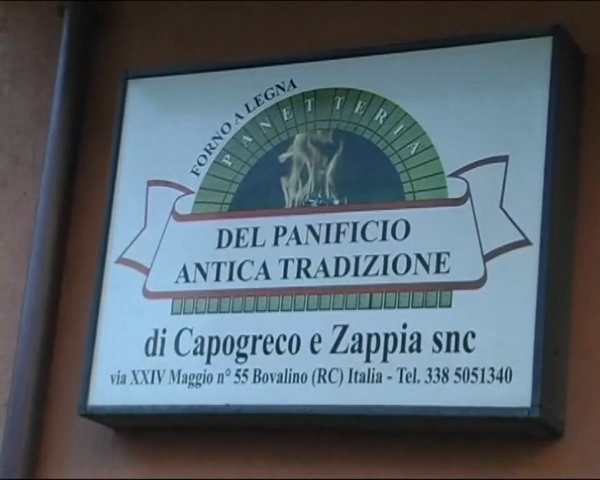 FORNO A LEGNA
PANETTERIA
DEL PANIFICIO
ANTICA TRADIZIONE
di Capogreco e Zappia snc
via XXIV Maggio n° 55 Bovalino (RC) Italia - Tel. 338 5051340